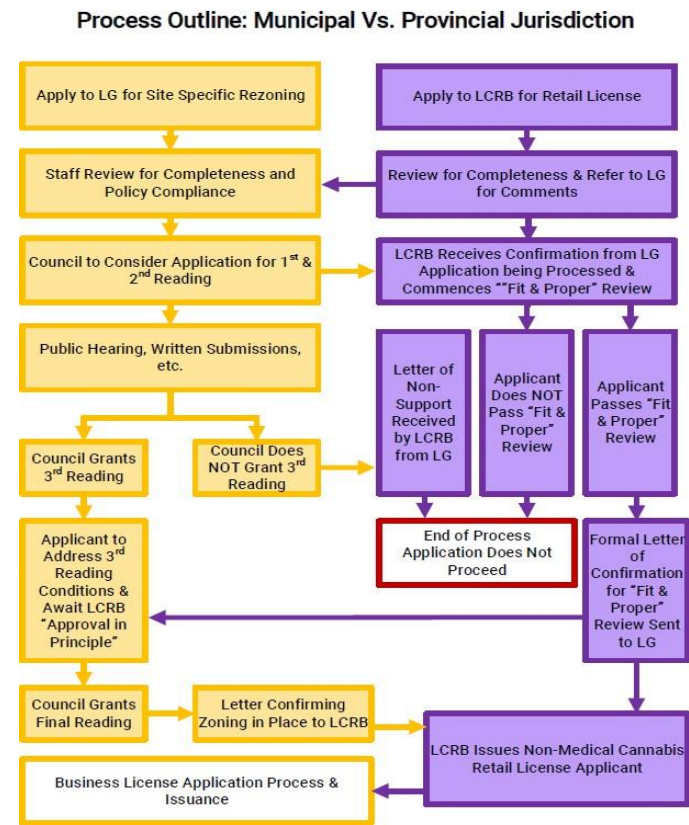 Process Outline: Municipal Vs. Provincial Jurisdiction
Apply to LG for Site Specific Rezoning
Apply to LCRB for Retail License
Staff Review for Completeness and
Policy Compliance
Review for Completeness & Refer to LG
for Comments
Council to Consider Application for 1st &
2nd Reading
LCRB Receives Confirmation from LG
Application being Processed &
Commences ""Fit & Proper" Review
Public Hearing, Written Submissions,
etc.
Letter of
Non-
Support
Received
by LCRB
from LG
Applicant
Does NOT
Pass "Fit &
Proper"
Review
Applicant
Passes "Fit
& Proper"
Review
Council Grants
3rd Reading
Council Does
NOT Grant 3rd
Reading
End of Process
Application Does Not
Proceed
Applicant to
Address 3rd
Reading
Conditions &
Await LCRB
"Approval in
Principle"
Formal Letter
of
Confirmation
for "Fit &
Proper"
Review Sent
to LG
Council Grants
Final Reading
Letter Confirming
Zoning in Place to LCRB
LCRB Issues Non-Medical Cannabis
Retail License Applicant
Business License Application Process &
Issuance